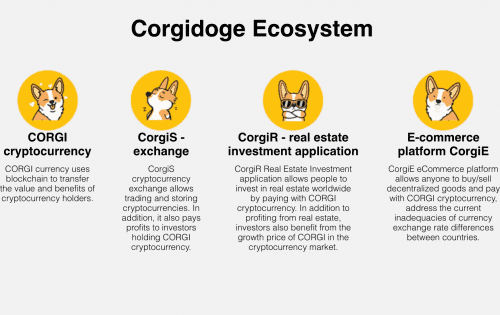 Corgidoge Ecosystem
CORGI
cryptocurrency
CORGI currency uses
blockchain to transfer
the value and benefits of
cryptocurrency holders.
CorgiS -
exchange
CorgiS
cryptocurrency
exchange allows
trading and storing
cryptocurrencies. In
addition, it also pays
profits to investors
holding CORGI
cryptocurrency.
CorgiR - real estate
investment application
CorgiR Real Estate Investment
application allows people to
invest in real estate worldwide
by paying with CORGI
cryptocurrency. In addition to
profiting from real estate,
investors also benefit from the
growth price of CORGI in the
cryptocurrency market.
E-commerce
platform CorgiE
CorgiE eCommerce platform
allows anyone to buy/sell
decentralized goods and pay
with CORGI cryptocurrency,
address the current
inadequacies of currency
exchange rate differences
between countries.